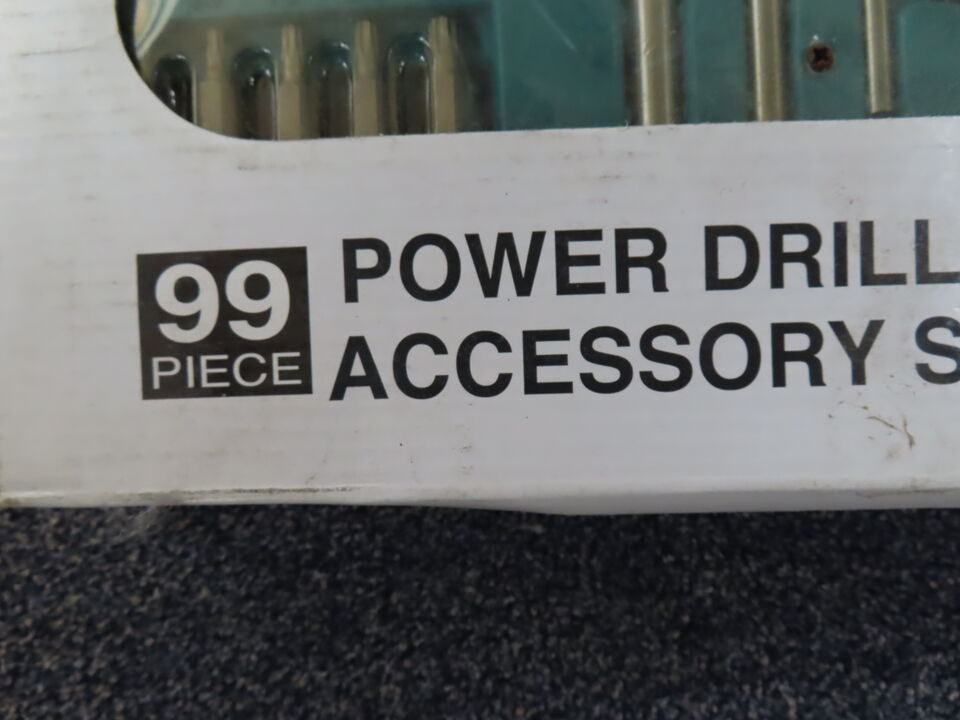 99
PIECE
POWER DRILL
ACCESSORY S